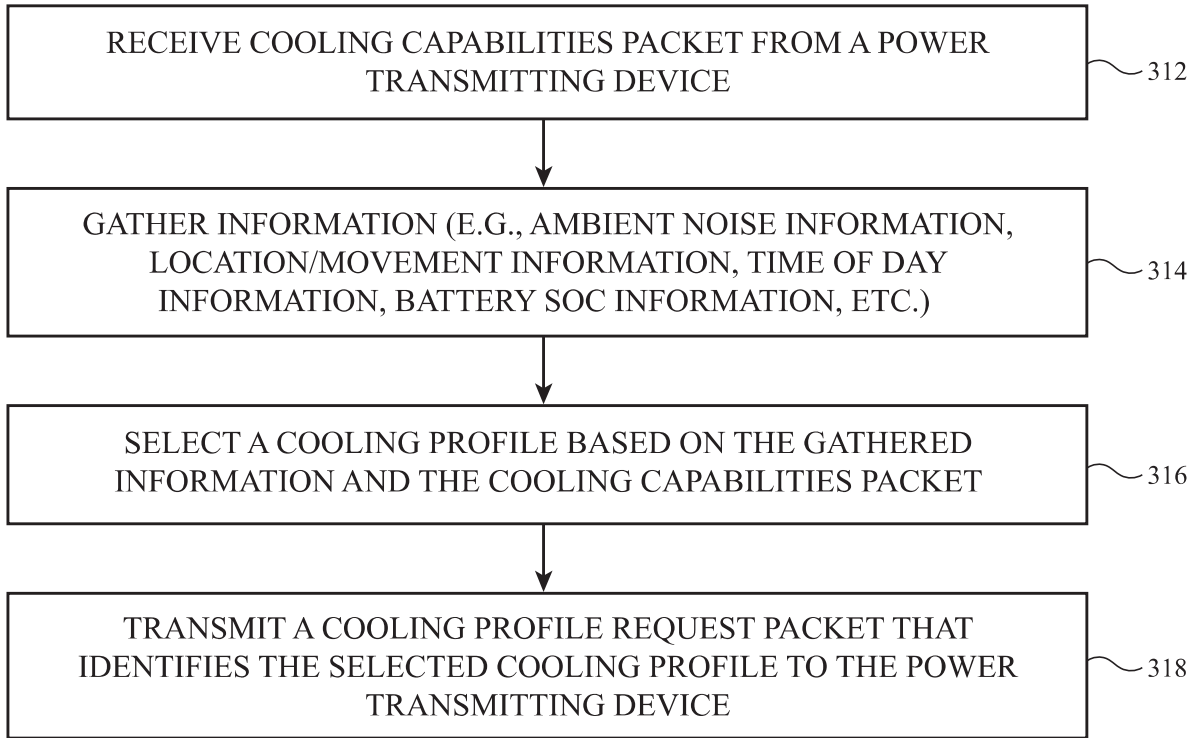 RECEIVE COOLING CAPABILITIES PACKET FROM A POWER
TRANSMITTING DEVICE
312
GATHER INFORMATION (E.G., AMBIENT NOISE INFORMATION,
LOCATION/MOVEMENT INFORMATION, TIME OF DAY
INFORMATION, BATTERY SOC INFORMATION, ETC.)
314
SELECT A COOLING PROFILE BASED ON THE GATHERED
INFORMATION AND THE COOLING CAPABILITIES PACKET
316
TRANSMIT A COOLING PROFILE REQUEST PACKET THAT
IDENTIFIES THE SELECTED COOLING PROFILE TO THE POWER
TRANSMITTING DEVICE
318